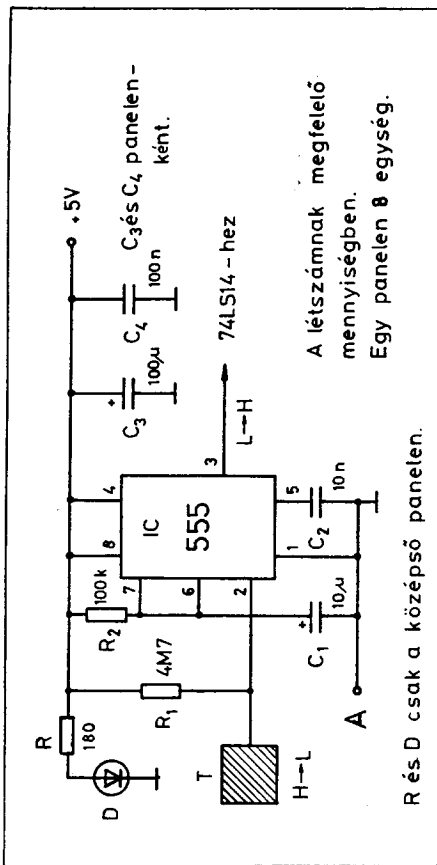 +5V
R
180
D
R₂
100k
R₁
4M7
T
H→L
7
6
2
8
4
IC
555
3
1
5
L→H
74LS14-hez
C₁
10µ
C₂
10n
C₃
100µ
C₄
100n
+
+
A
C₃ és C₄ panelen-
ként.
A létszámnak megfelelő
mennyiségben.
Egy panelen 8 egység.
R és D csak a középső panelen.